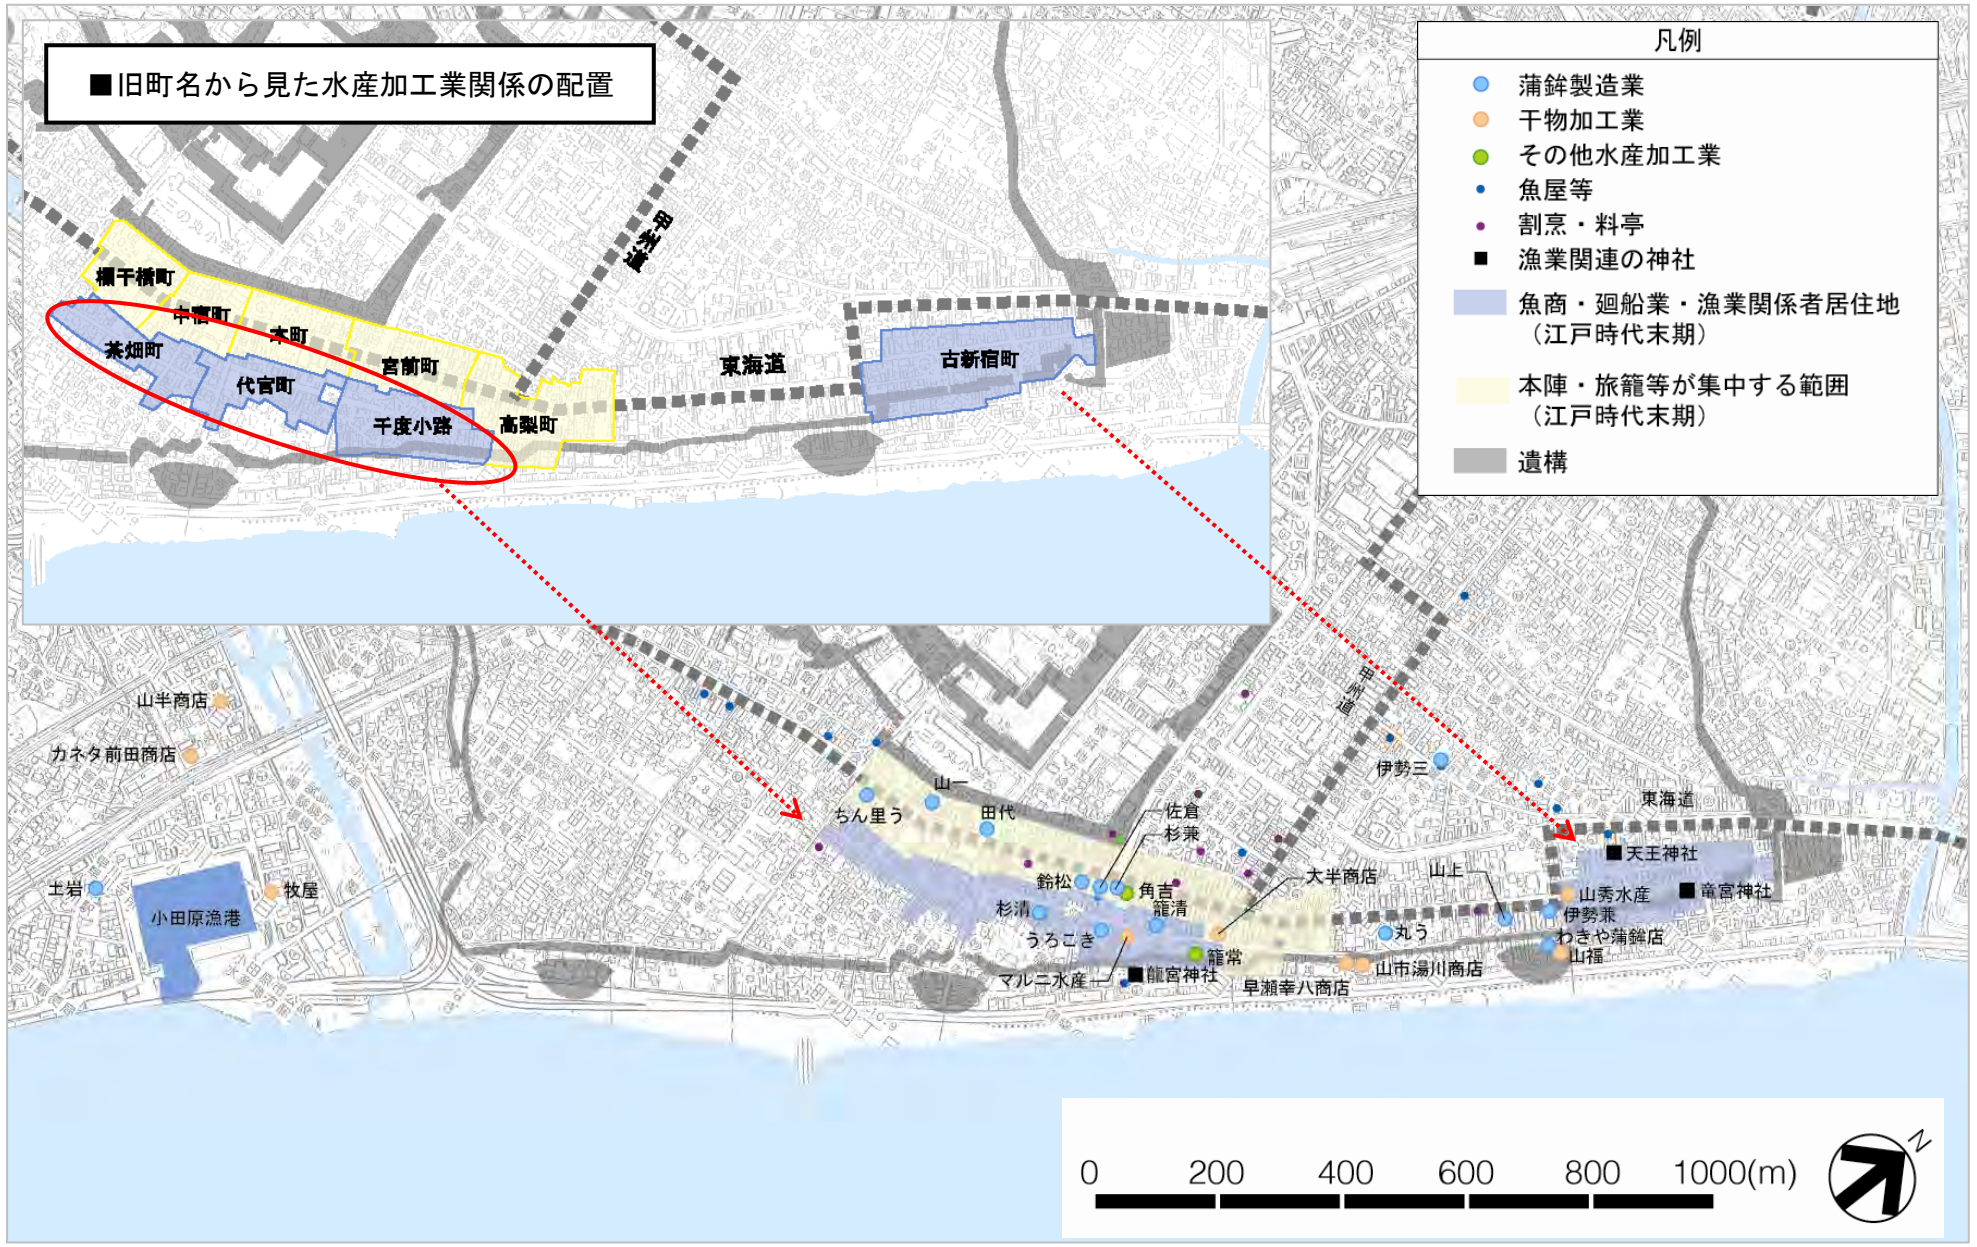 ■旧町名から見た水産加工業関係の配置
甲州道
欄干橋町
中宿町
本町
茶畑町
代官町
宮前町
千度小路
高梨町
東海道
古新宿町
凡例
蒲鉾製造業
干物加工業
その他水産加工業
魚屋等
割烹・料亭
漁業関連の神社
魚商・廻船業・漁業関係者居住地
（江戸時代末期）
本陣・旅籠等が集中する範囲
（江戸時代末期）
遺構
山半商店
カネタ前田商店
土岩
小田原漁港
牧屋
甲州道
伊勢三
東海道
山一
ちん里う
田代
佐倉
杉兼
鈴松
角吉
大半商店
山上
天王神社
竜宮神社
山秀水産
杉清
籠清
伊勢兼
うろこき
丸う
わきや蒲鉾店
山福
籠常
マルニ水産
龍宮神社
山市湯川商店
早瀬幸八商店
0 200 400 600 800 1000(m)
N